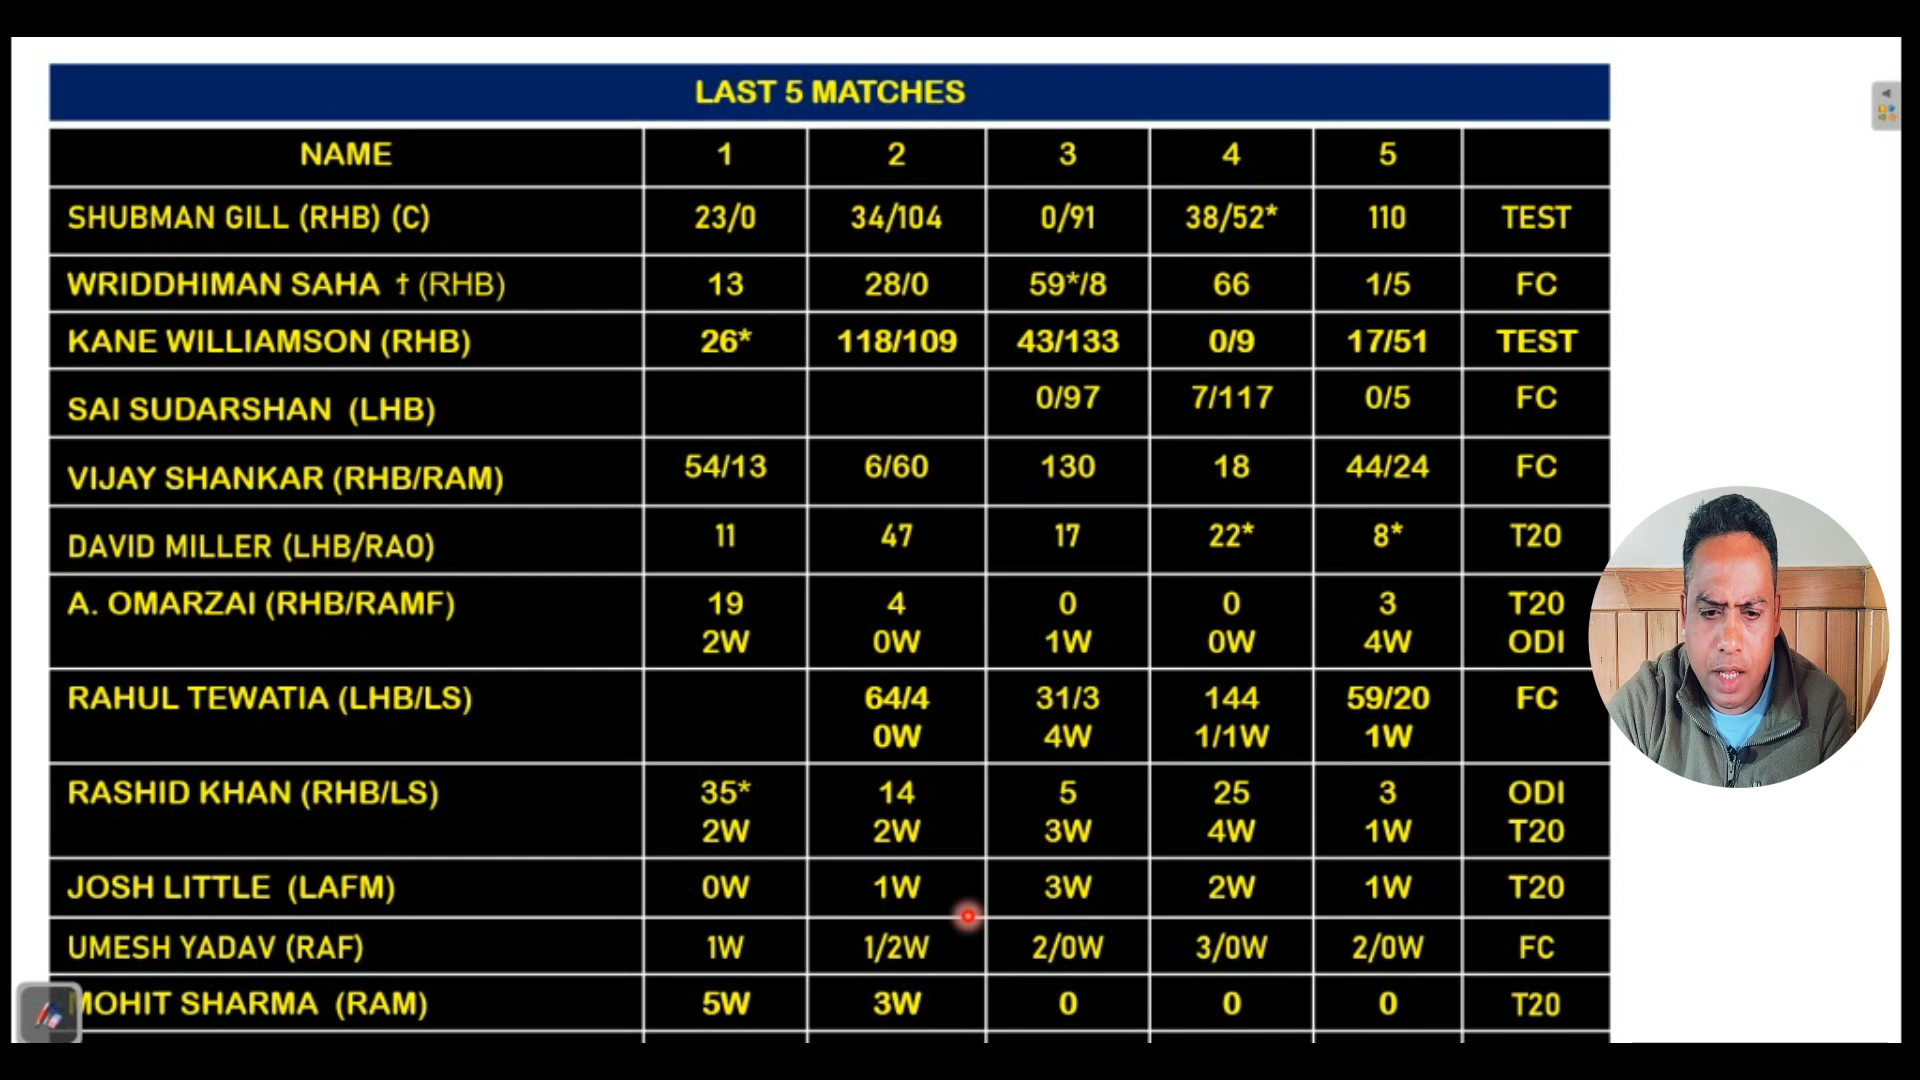 LAST 5 MATCHES
NAME 1 2 3 4 5
SHUBMAN GILL (RHB) (C) 23/0 34/104 0/91 38/52* 110 TEST
WRIDDHIMAN SAHA † (RHB) 13 28/0 59*/8 66 1/5 FC
KANE WILLIAMSON (RHB) 26* 118/109 43/133 0/9 17/51 TEST
SAI SUDARSHAN (LHB) 0/97 7/117 0/5 FC
VIJAY SHANKAR (RHB/RAM) 54/13 6/60 130 18 44/24 FC
DAVID MILLER (LHB/RAO) 11 47 17 22* 8* T20
A. OMARZAI (RHB/RAMF) 19 4 0 0 3 T20
2W 0W 1W 0W 4W ODI
RAHUL TEWATIA (LHB/LS) 64/4 31/3 144 59/20 FC
0W 4W 1/1W 1W
RASHID KHAN (RHB/LS) 35* 14 5 25 3 ODI
2W 2W 3W 4W 1W T20
JOSH LITTLE (LAFM) 0W 1W 3W 2W 1W T20
UMESH YADAV (RAF) 1W 1/2W 2/0W 3/0W 2/0W FC
MOHIT SHARMA (RAM) 5W 3W 0 0 0 T20